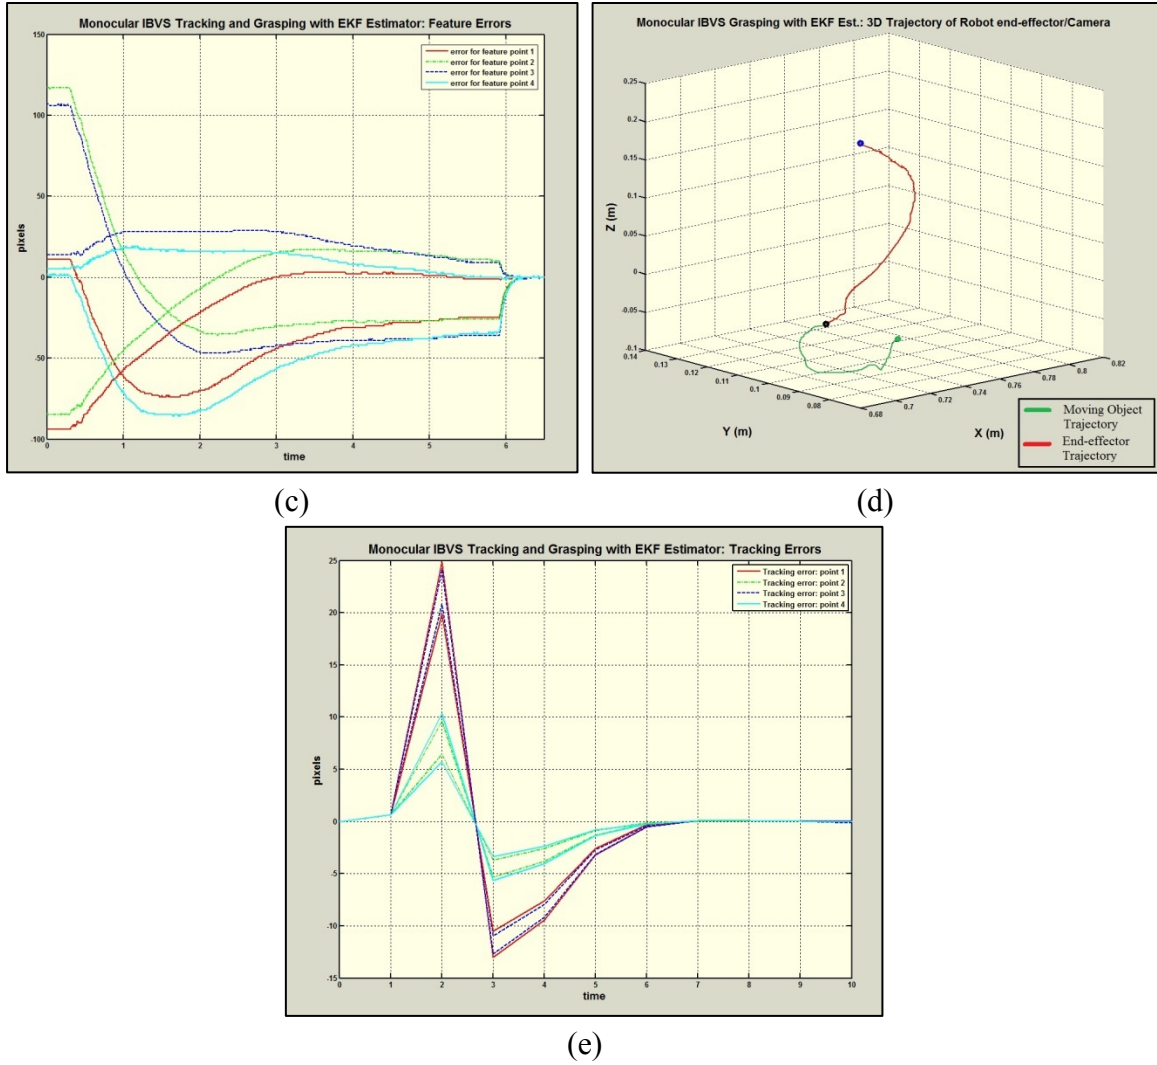 Monocular IBVS Tracking and Grasping with EKF Estimator: Feature Errors
150
100
50
0
-50
-100
pixels
error for feature point 1
error for feature point 2
error for feature point 3
error for feature point 4
0 1 2 3 4 5 6
time
(c)
Monocular IBVS Grasping with EKF Est.: 3D Trajectory of Robot end-effector/Camera
0.25
0.2
0.15
0.1
0.05
0
-0.05
-0.1
Z (m)
0.14
0.13
0.12
0.11
0.1
0.09
0.08
Y (m)
0.68
0.7
0.72
0.74
0.76
0.78
0.8
0.82
X (m)
Moving Object
Trajectory
End-effector
Trajectory
(d)
Monocular IBVS Tracking and Grasping with EKF Estimator: Tracking Errors
25
20
15
10
5
0
-5
-10
-15
pixels
Tracking error: point 1
Tracking error: point 2
Tracking error: point 3
Tracking error: point 4
0 1 2 3 4 5 6 7 8 9 10
time
(e)